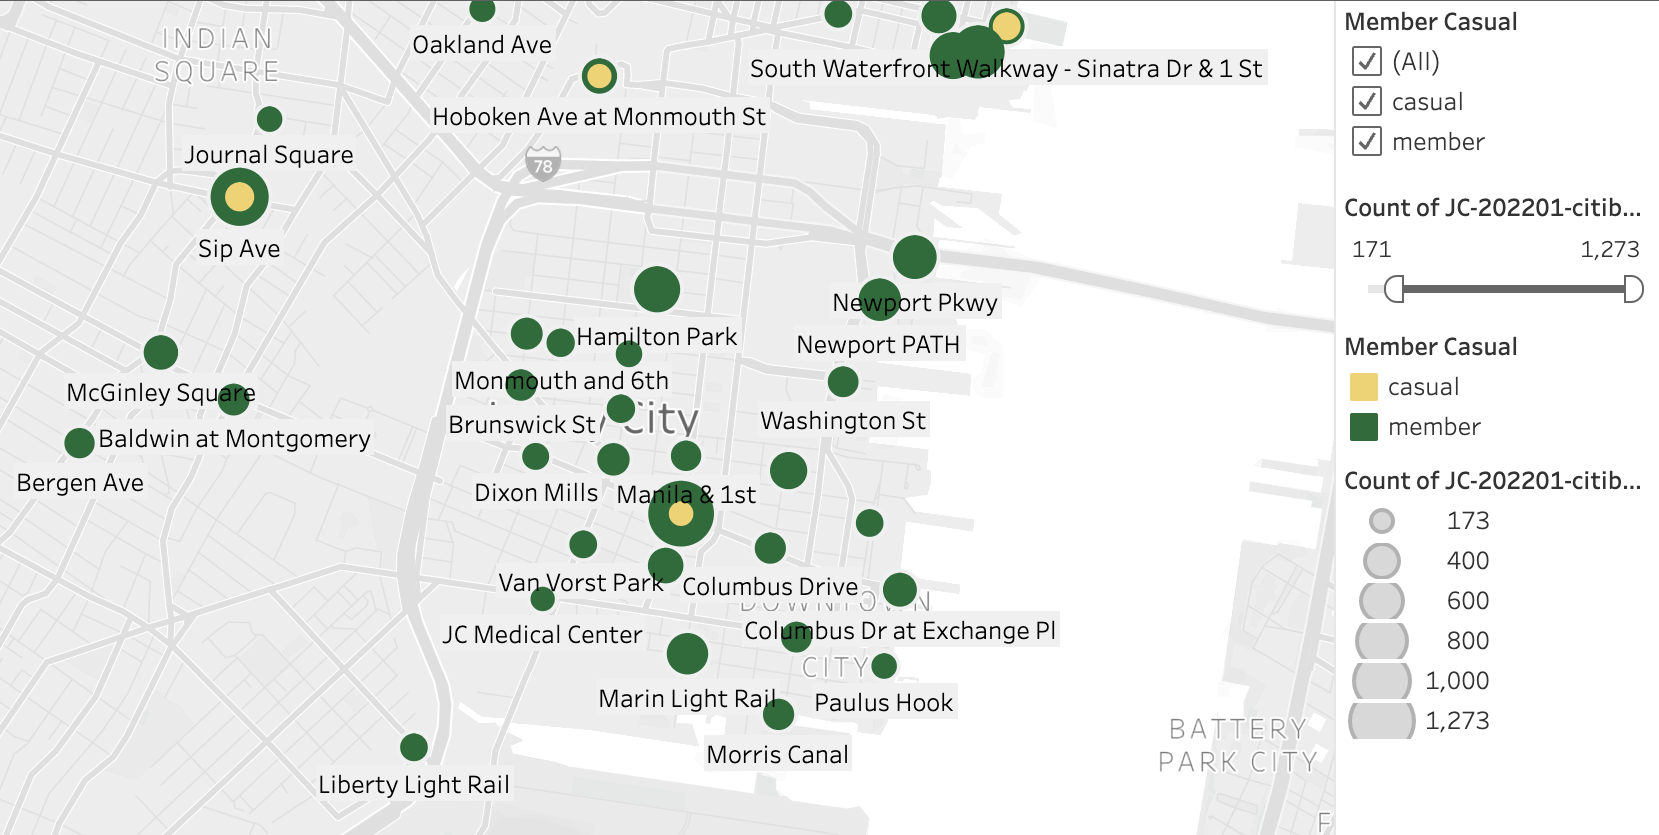 INDIAN
SQUARE
Oakland Ave
South Waterfront Walkway - Sinatra Dr & 1 St
Hoboken Ave at Monmouth St
Journal Square
78
Sip Ave
Newport Pkwy
Hamilton Park
Newport PATH
Monmouth and 6th
McGinley Square
Washington St
Brunswick St
City
Baldwin at Montgomery
Bergen Ave
Dixon Mills
Manila & 1st
Van Vorst Park
Columbus Drive
DOWNTOWN
CITY
JC Medical Center
Columbus Dr at Exchange Pl
Marin Light Rail
Paulus Hook
Morris Canal
Liberty Light Rail
BATTERY
PARK CITY
F
Member Casual
(All)
casual
member
Count of JC-202201-citib...
171 1,273
Member Casual
casual
member
Count of JC-202201-citib...
173
400
600
800
1,000
1,273